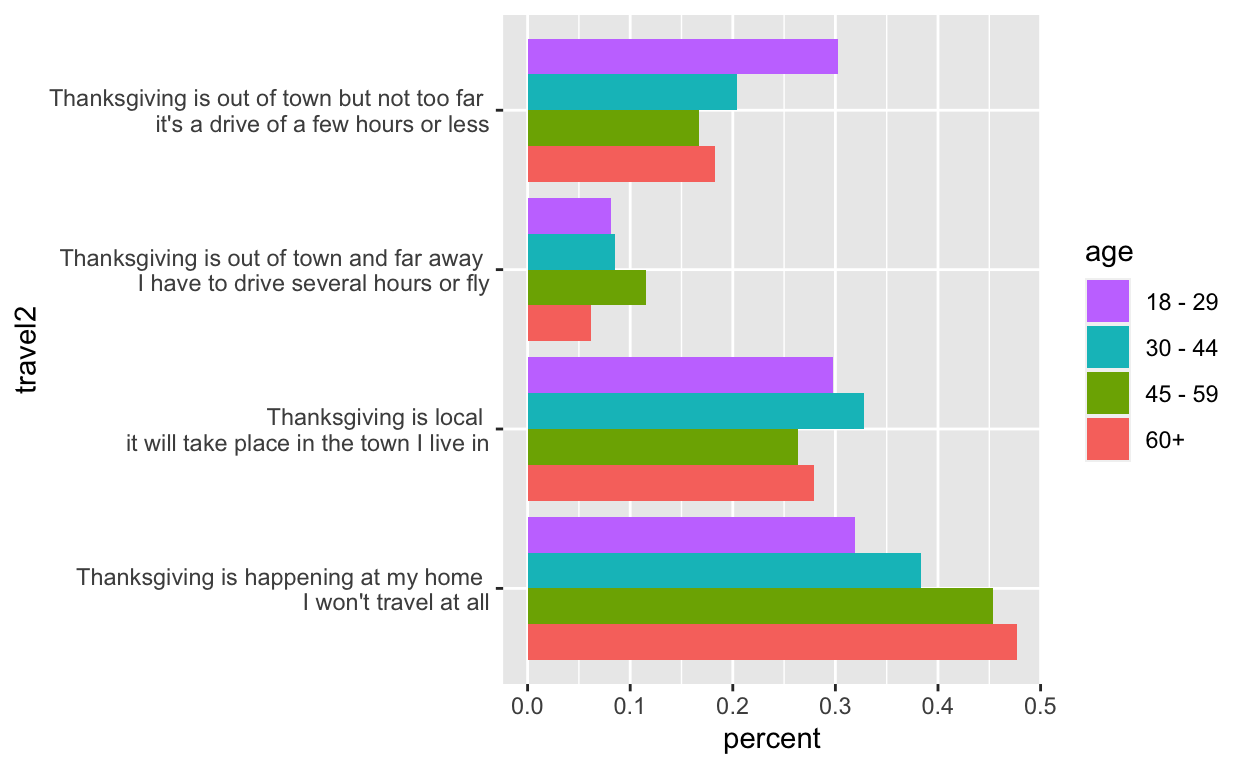 Thanksgiving is out of town but not too far
it's a drive of a few hours or less
Thanksgiving is out of town and far away
I have to drive several hours or fly
Thanksgiving is local
it will take place in the town I live in
Thanksgiving is happening at my home
I won't travel at all
travel2
0.0 0.1 0.2 0.3 0.4 0.5
percent
age
18 - 29
30 - 44
45 - 59
60+